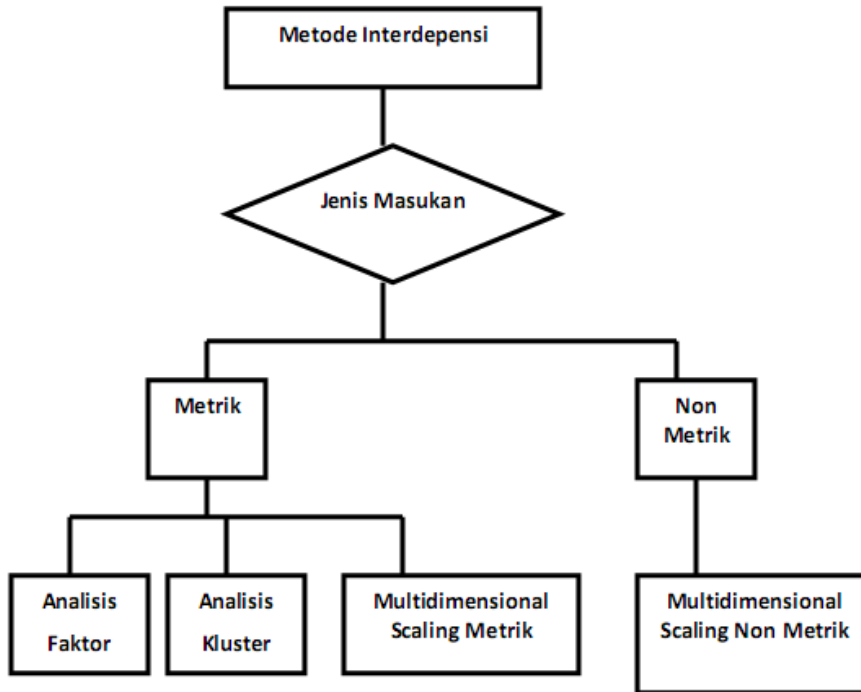 Metode Interdepensi
Jenis Masukan
Metrik
Non
Metrik
Analisis
Faktor
Analisis
Kluster
Multidimensional
Scaling Metrik
Multidimensional
Scaling Non Metrik